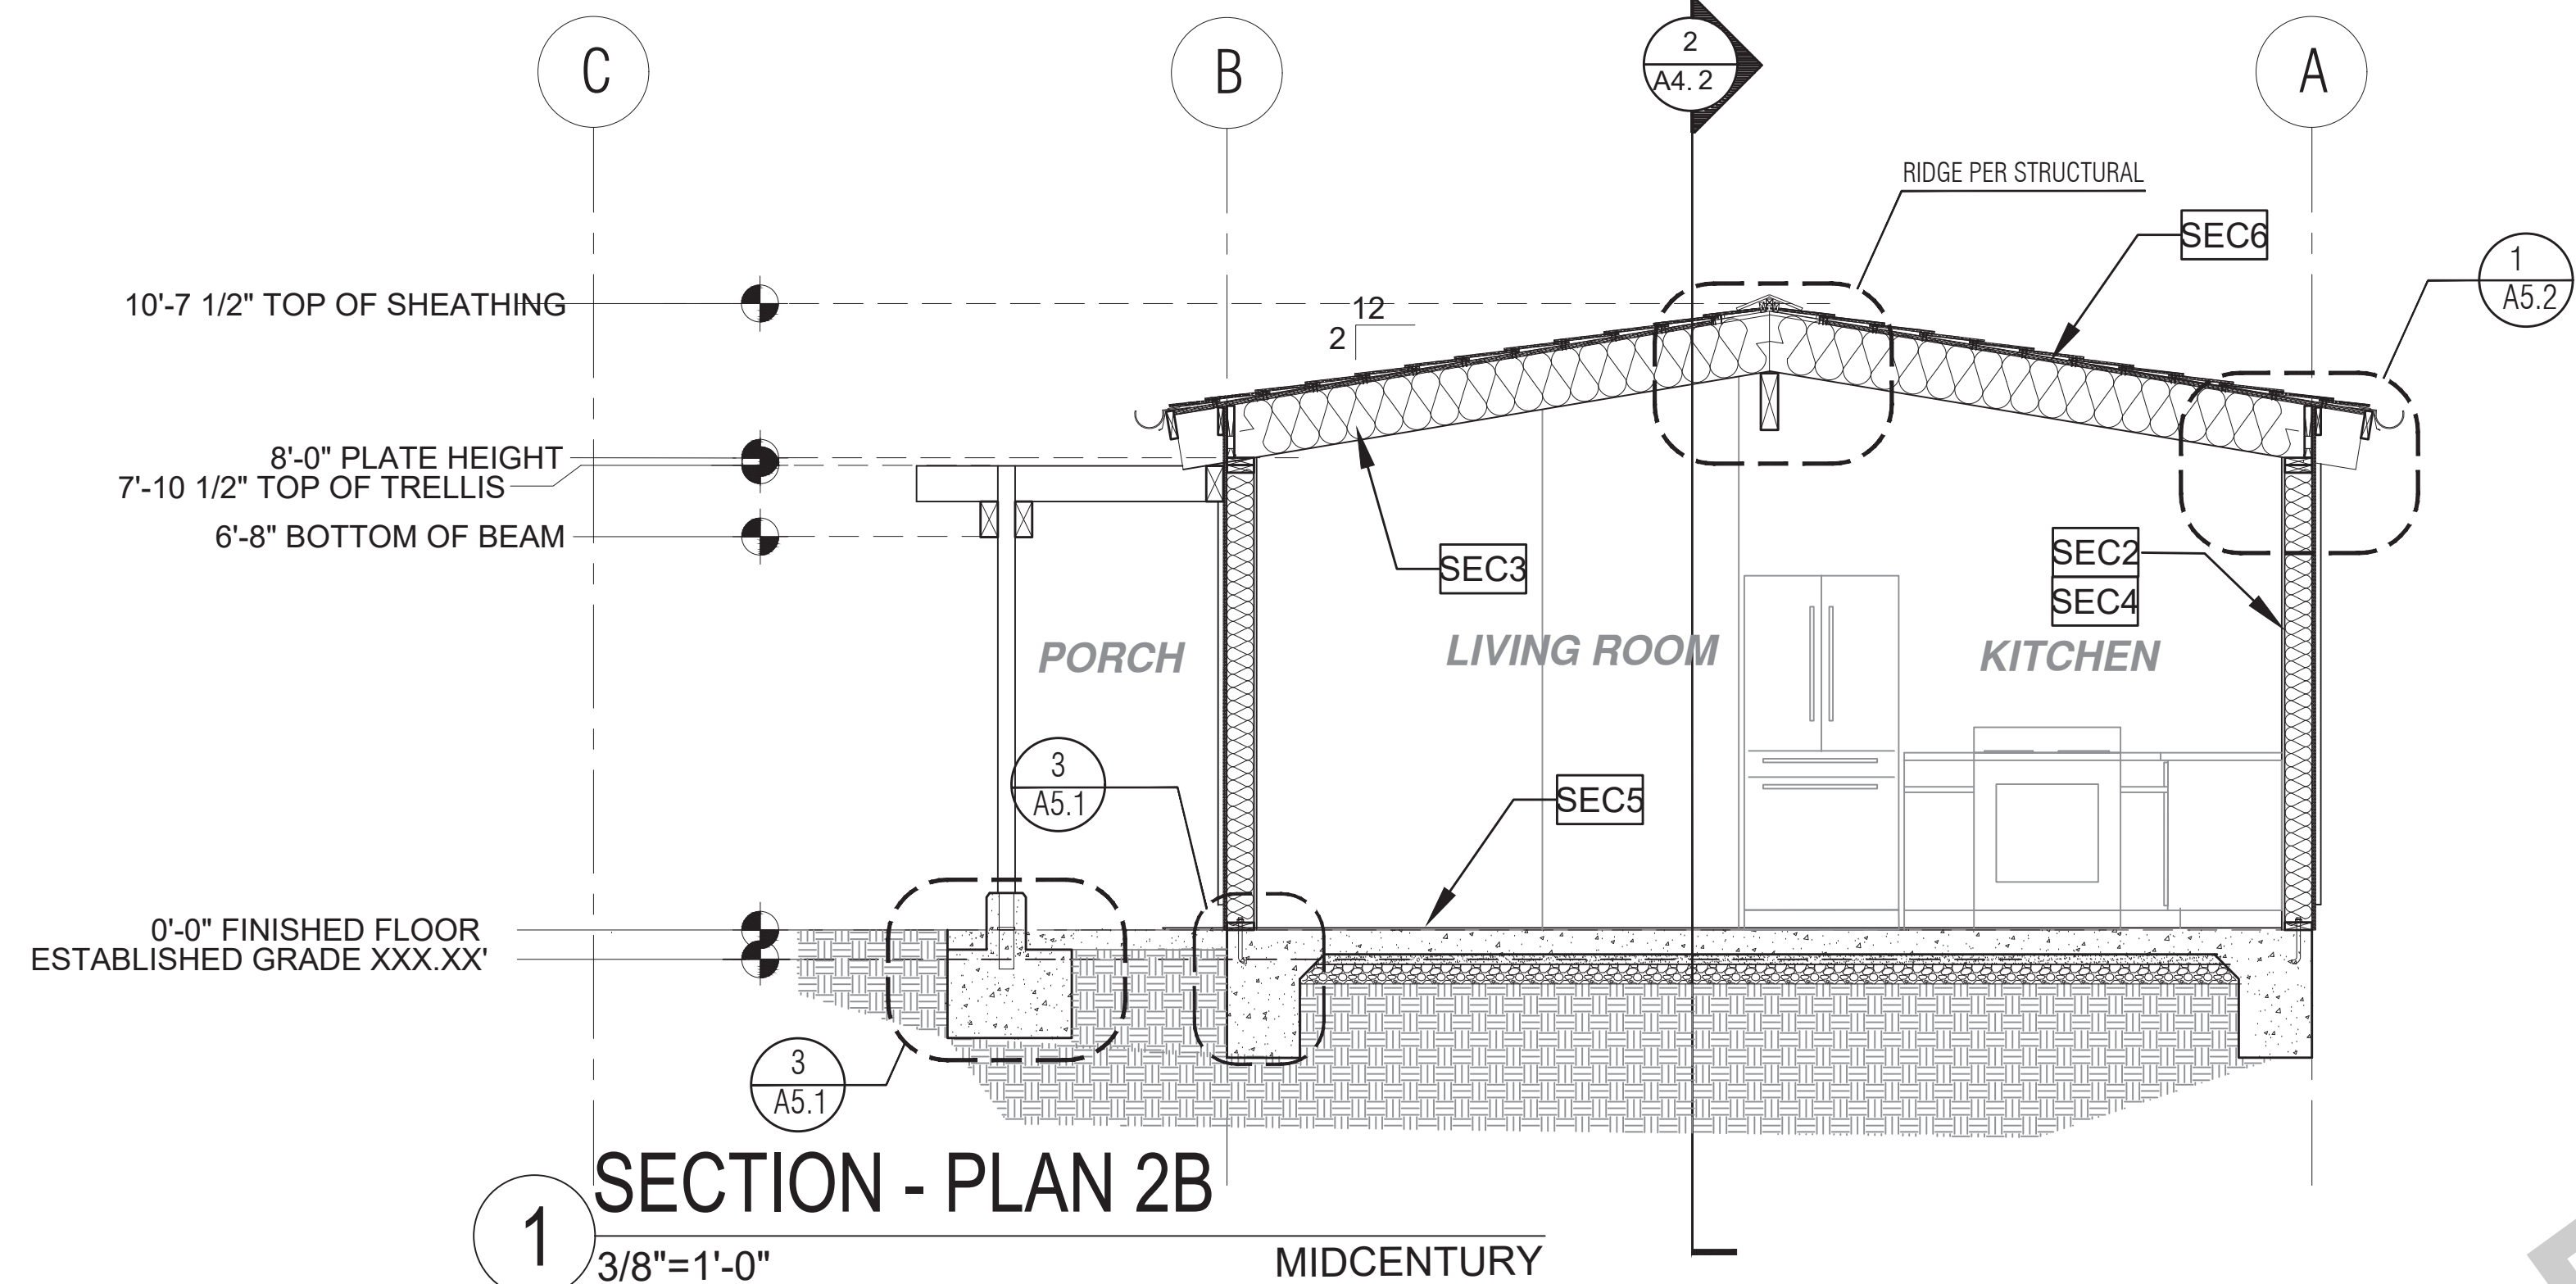 C
B
2
A4. 2
A
RIDGE PER STRUCTURAL
SEC6
1
A5.2
10'-7 1/2" TOP OF SHEATHING
12
2
8'-0" PLATE HEIGHT
7'-10 1/2" TOP OF TRELLIS
6'-8" BOTTOM OF BEAM
SEC3
SEC2
SEC4
PORCH
LIVING ROOM
KITCHEN
3
A5.1
SEC5
0'-0" FINISHED FLOOR
ESTABLISHED GRADE XXX.XX'
3
A5.1
1
SECTION - PLAN 2B
3/8"=1'-0"
MIDCENTURY